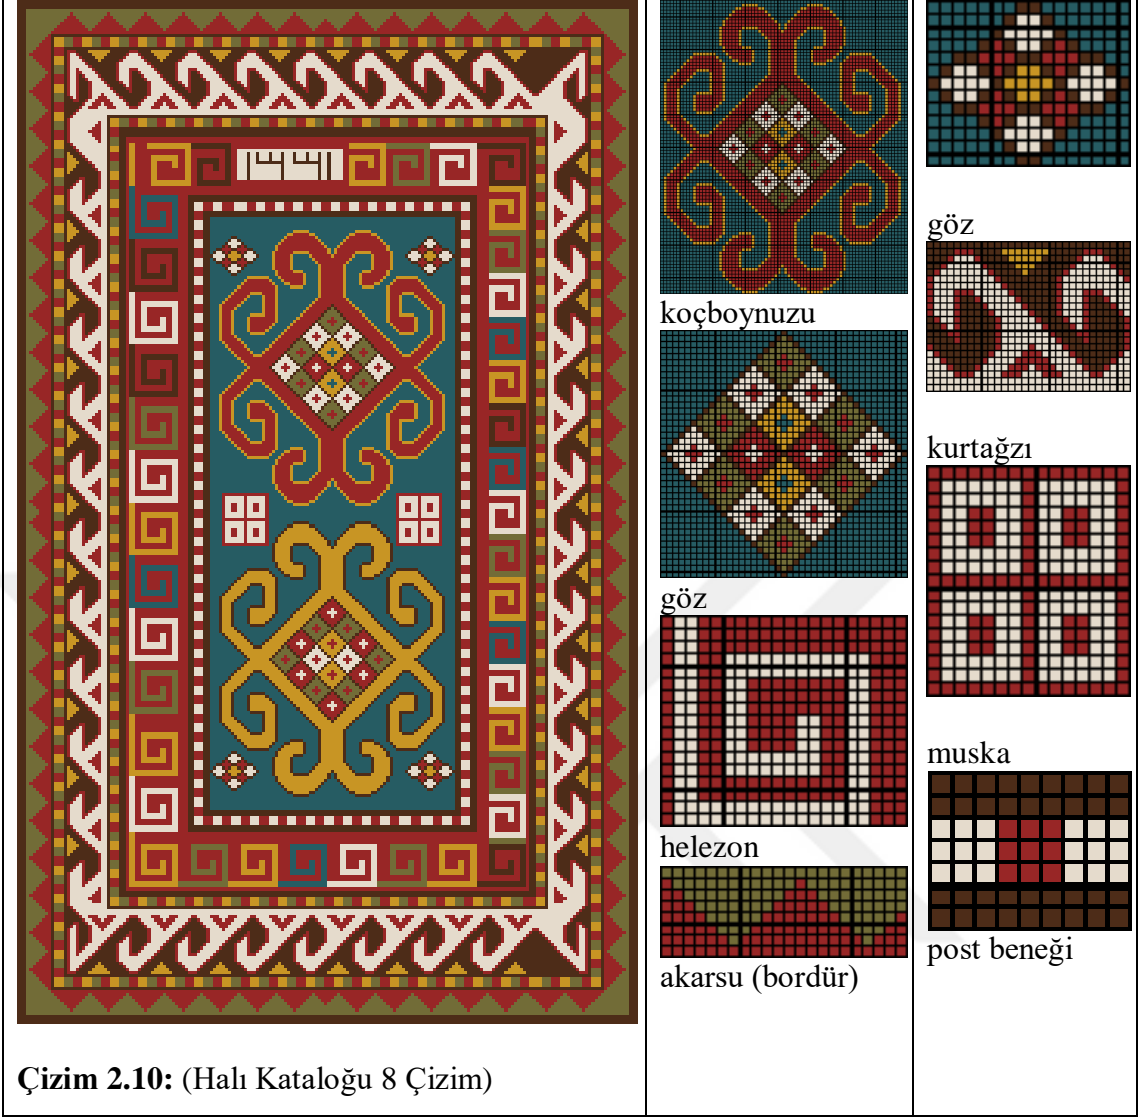 Çizim 2.10: (Halı Kataloğu 8 Çizim)
koçboynuzu
göz
helezon
akarsu (bordür)
göz
kurtağzı
muska
post beneği